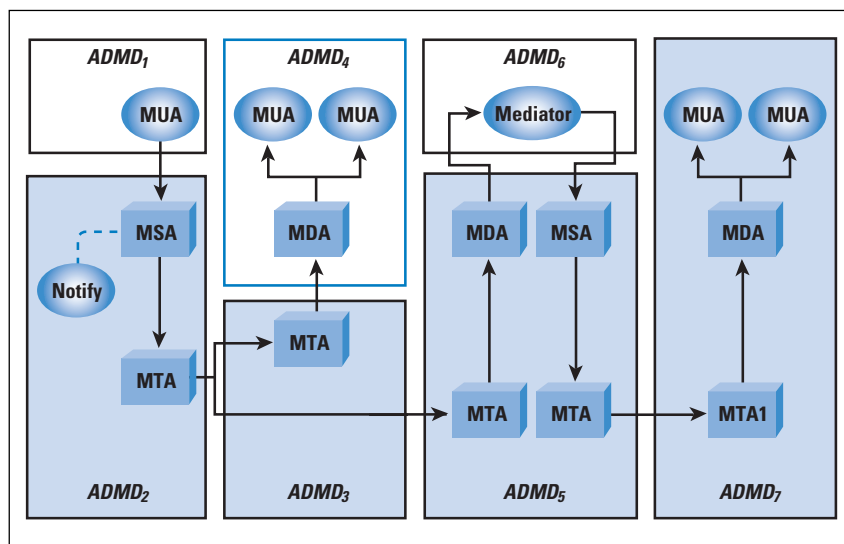 ADMD1
MUA
MSA
Notify
MTA
ADMD2
ADMD4
MUA MUA
MDA
MTA
ADMD3
ADMD6
Mediator
MDA MSA
MTA MTA
ADMD5
MUA MUA
MDA
MTA1
ADMD7